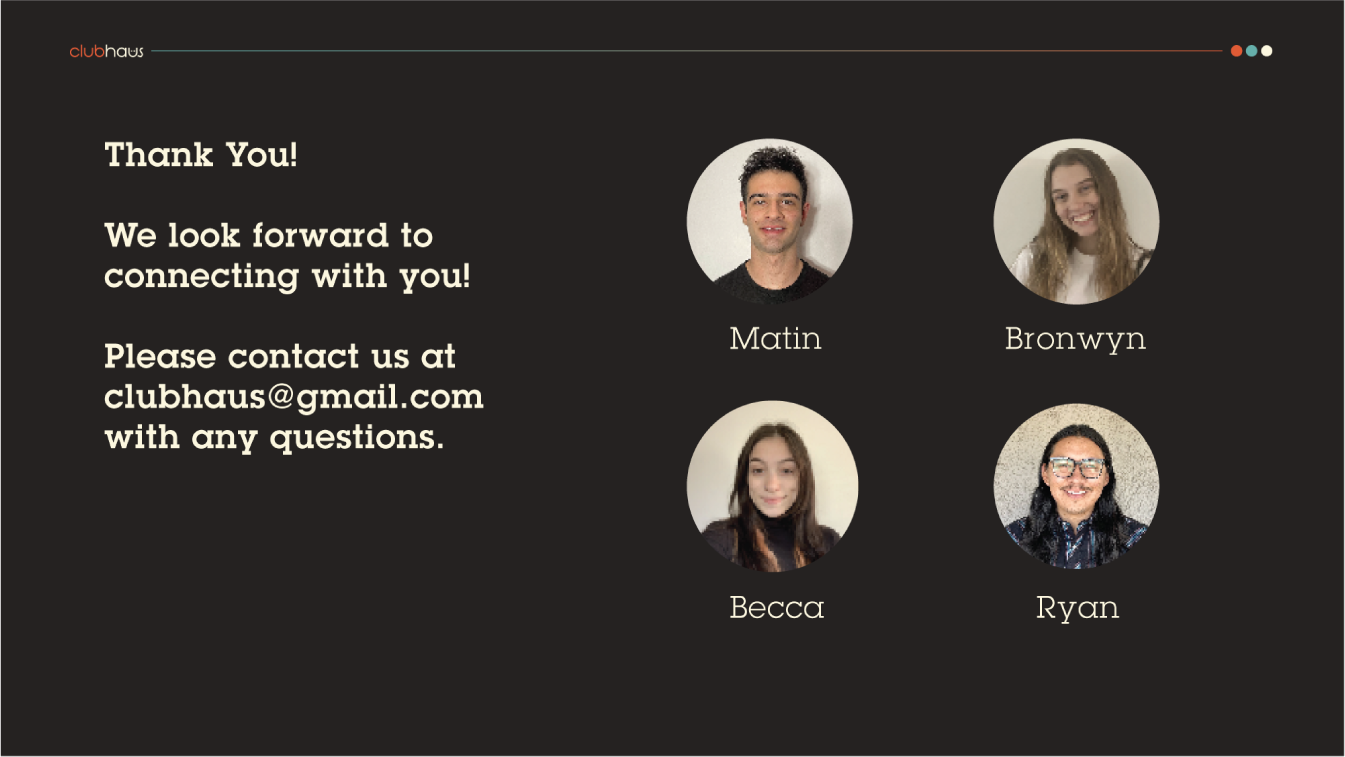 clubhaus
Thank You!
We look forward to
connecting with you!
Please contact us at
clubhaus@gmail.com
with any questions.
Matin
Bronwyn
Becca
Ryan